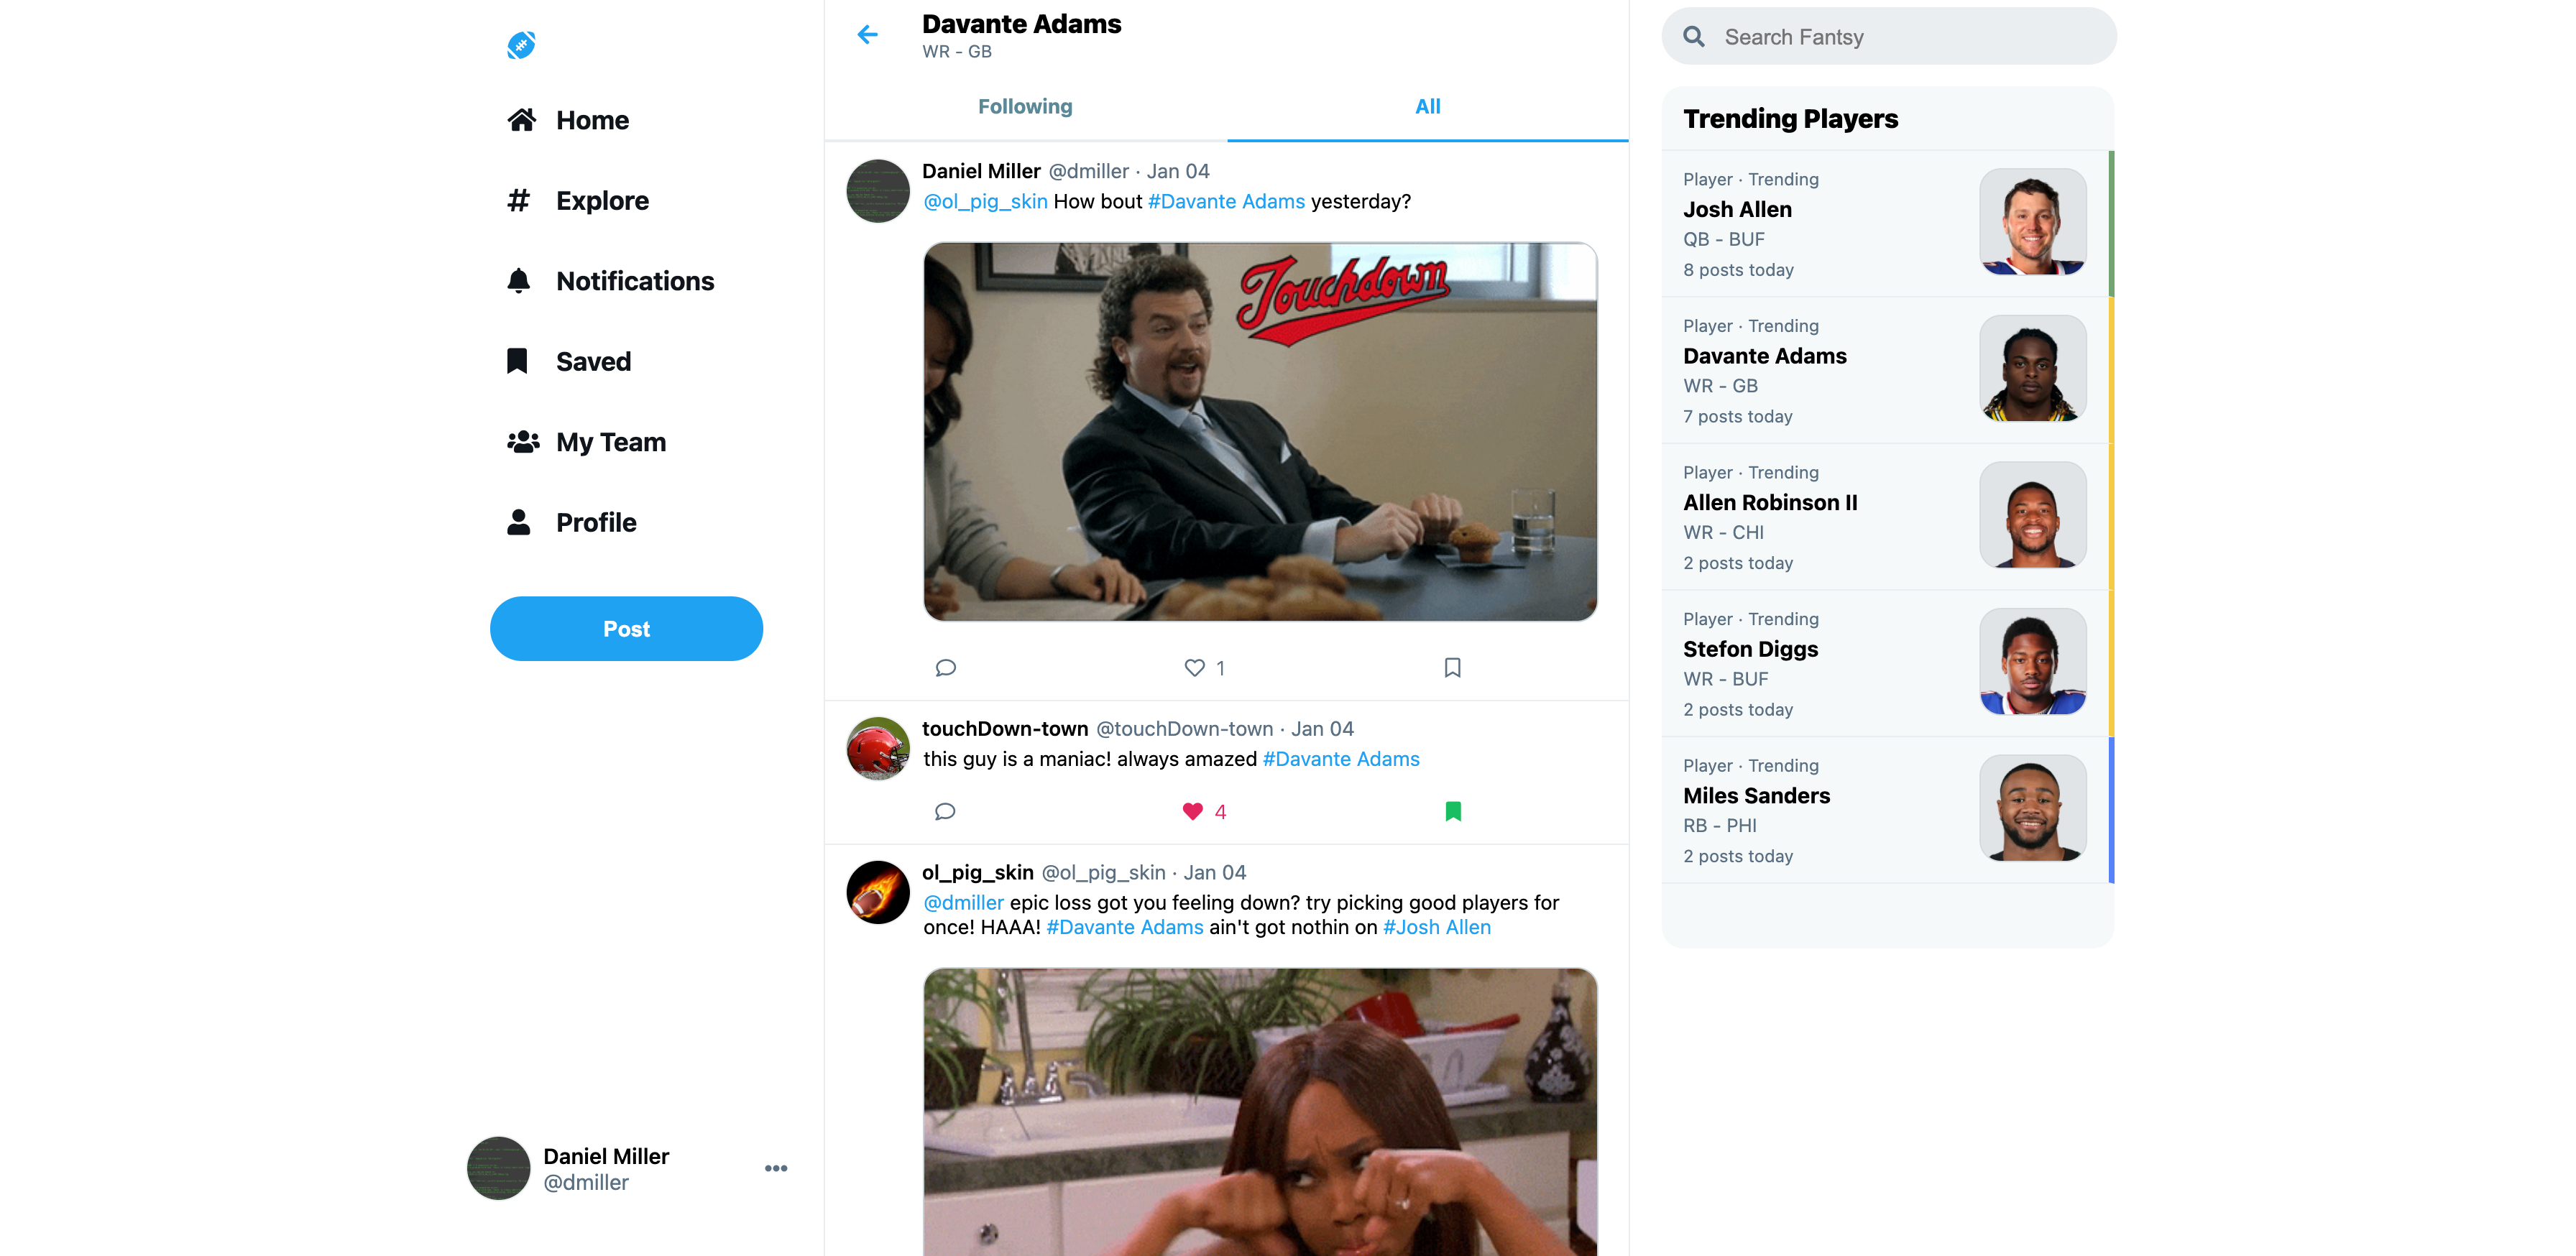 Home
Explore
Notifications
Saved
My Team
Profile
Post
Daniel Miller
@dmiller
Davante Adams
WR - GB
Following
All
Daniel Miller @dmiller · Jan 04
@ol_pig_skin How bout #Davante Adams yesterday?
Touchdown
1
touchDown-town @touchDown-town · Jan 04
this guy is a maniac! always amazed #Davante Adams
4
ol_pig_skin @ol_pig_skin · Jan 04
@dmiller epic loss got you feeling down? try picking good players for
once! HAAA! #Davante Adams ain't got nothin on #Josh Allen
Search Fantsy
Trending Players
Player · Trending
Josh Allen
QB - BUF
8 posts today
Player · Trending
Davante Adams
WR - GB
7 posts today
Player · Trending
Allen Robinson II
WR - CHI
2 posts today
Player · Trending
Stefon Diggs
WR - BUF
2 posts today
Player · Trending
Miles Sanders
RB - PHI
2 posts today